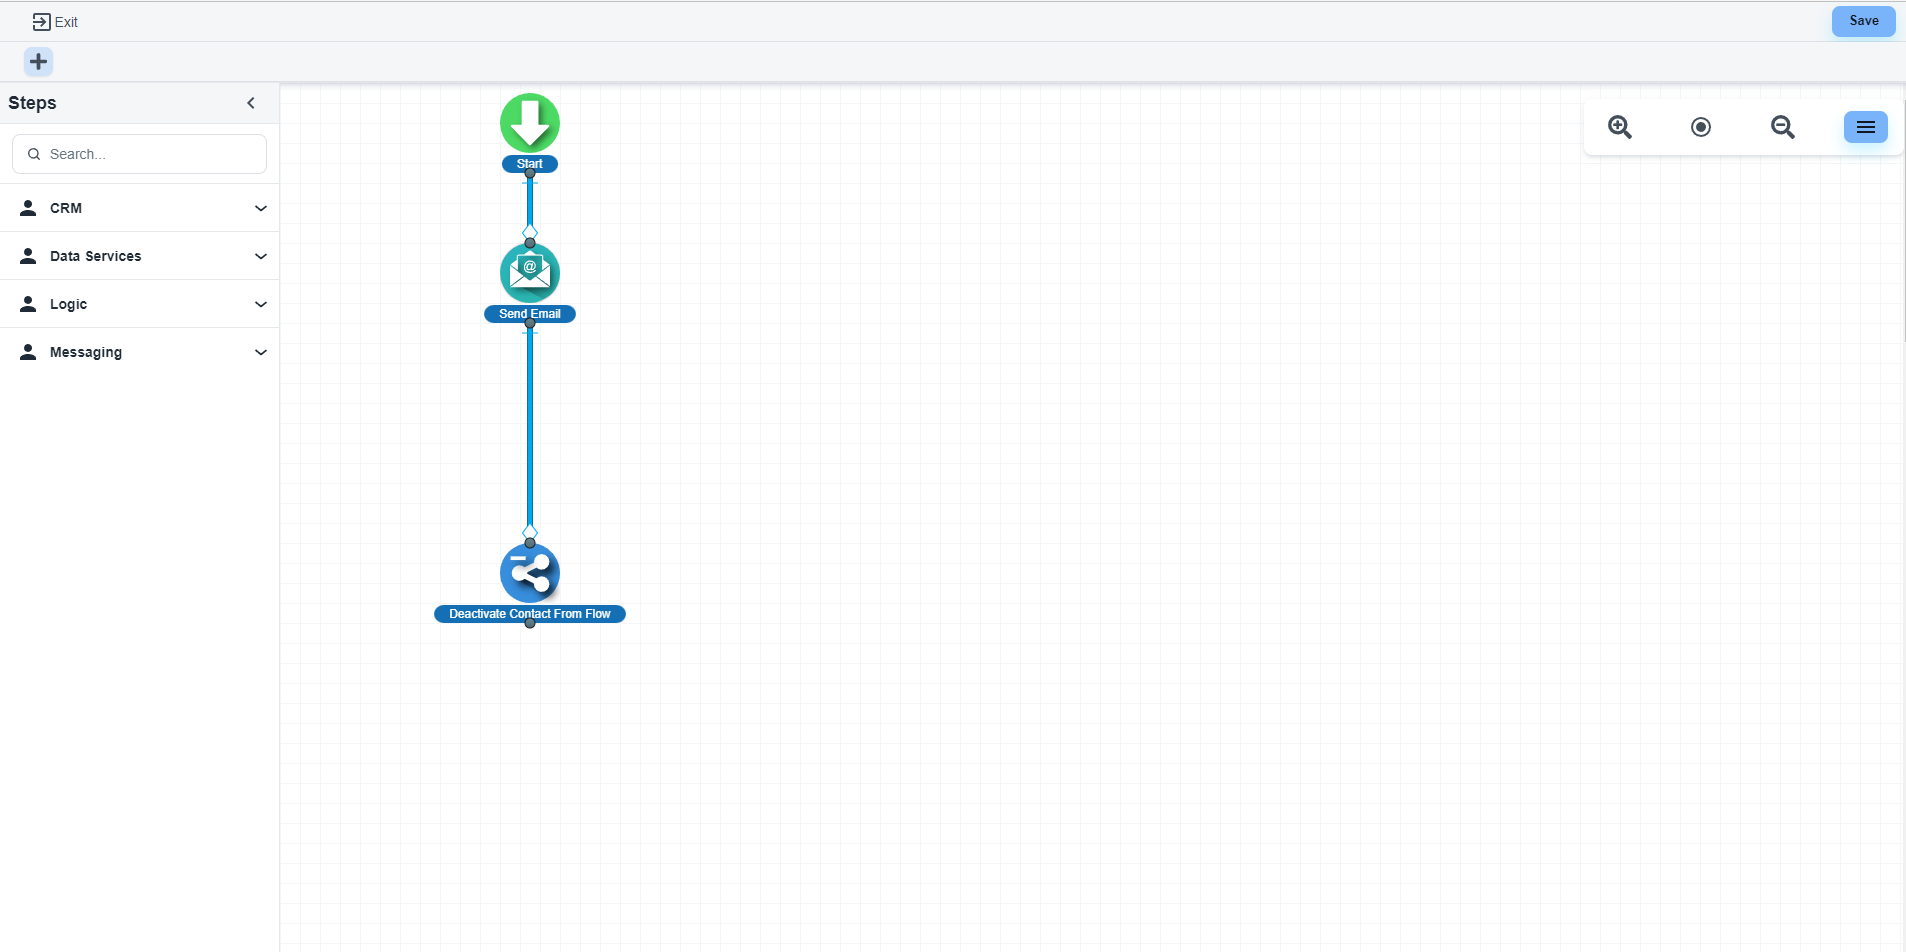 Exit
Save
Steps
Search...
CRM
Data Services
Logic
Messaging
Start
@
Send Email
Deactivate Contact From Flow